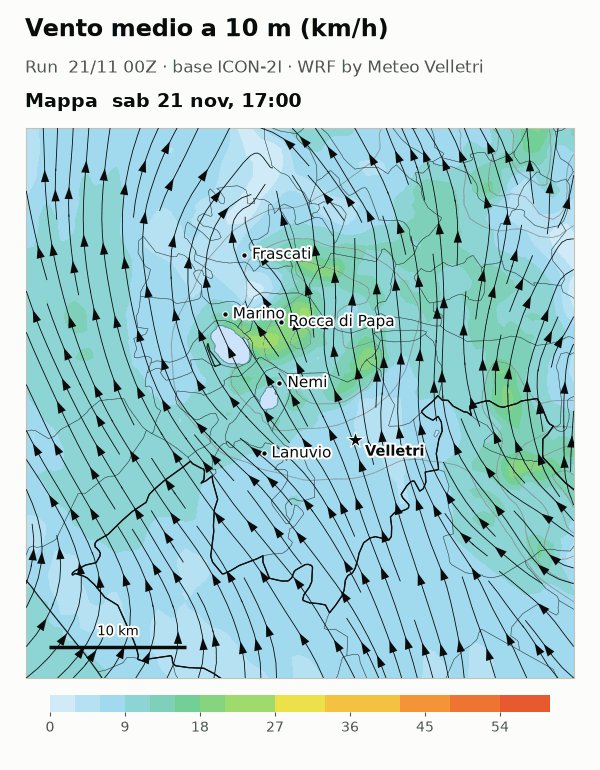 Vento medio a 10 m (km/h)
Run  21/11 00Z · base ICON-2I · WRF by Meteo Velletri
Mappa  sab 21 nov, 17:00
Frascati
Marino
Rocca di Papa
Nemi
Velletri
Lanuvio
10 km
0 9 18 27 36 45 54